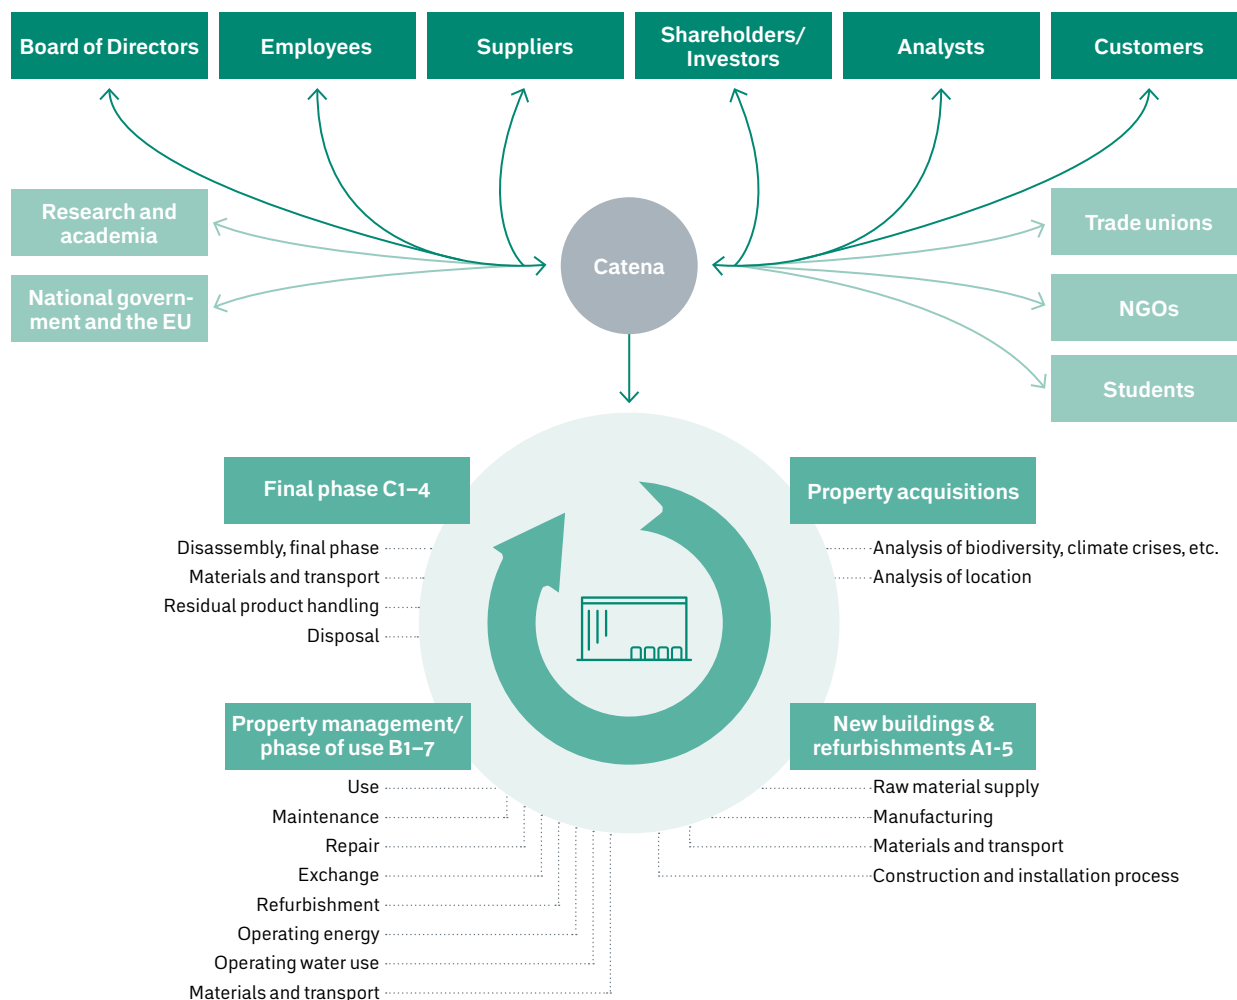 Board of Directors
Employees
Suppliers
Shareholders/
Investors
Analysts
Customers
Research and
academia
National govern-
ment and the EU
Catena
Trade unions
NGOs
Students
Final phase C1–4
Disassembly, final phase
Materials and transport
Residual product handling
Disposal
Property acquisitions
Analysis of biodiversity, climate crises, etc.
Analysis of location
Property management/
phase of use B1–7
Use
Maintenance
Repair
Exchange
Refurbishment
Operating energy
Operating water use
Materials and transport
New buildings &
refurbishments A1-5
Raw material supply
Manufacturing
Materials and transport
Construction and installation process